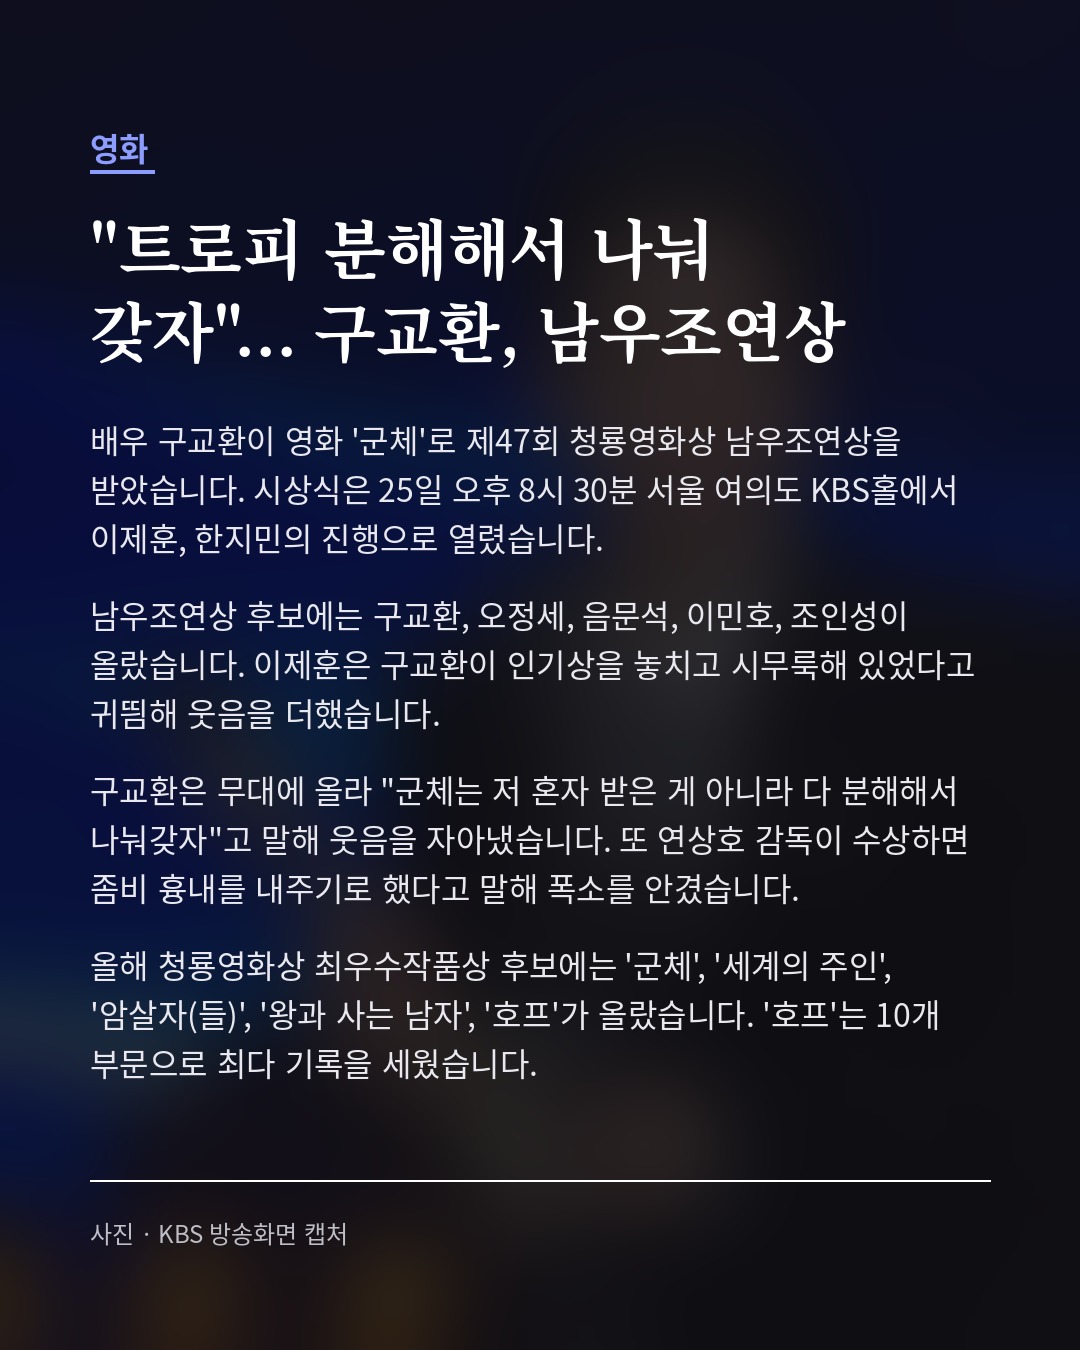 영화
"트로피 분해해서 나눠
갖자"... 구교환, 남우조연상
배우 구교환이 영화 '군체'로 제47회 청룡영화상 남우조연상을
받았습니다. 시상식은 25일 오후 8시 30분 서울 여의도 KBS홀에서
이제훈, 한지민의 진행으로 열렸습니다.
남우조연상 후보에는 구교환, 오정세, 음문석, 이민호, 조인성이
올랐습니다. 이제훈은 구교환이 인기상을 놓치고 시무룩해 있었다고
귀띔해 웃음을 더했습니다.
구교환은 무대에 올라 "군체는 저 혼자 받은 게 아니라 다 분해해서
나눠갖자"고 말해 웃음을 자아냈습니다. 또 연상호 감독이 수상하면
좀비 흉내를 내주기로 했다고 말해 폭소를 안겼습니다.
올해 청룡영화상 최우수작품상 후보에는 '군체', '세계의 주인',
'암살자(들)', '왕과 사는 남자', '호프'가 올랐습니다. '호프'는 10개
부문으로 최다 기록을 세웠습니다.
사진 · KBS 방송화면 캡처